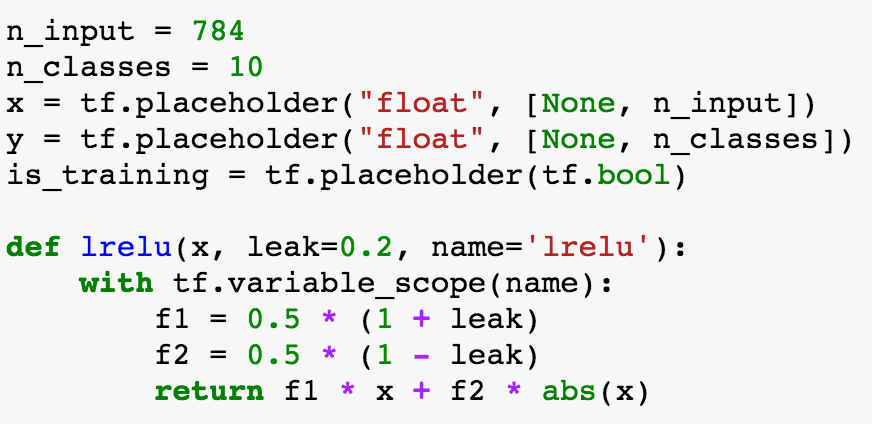 n_input = 784
n_classes = 10
x = tf.placeholder("float", [None, n_input])
y = tf.placeholder("float", [None, n_classes])
is_training = tf.placeholder(tf.bool)

def lrelu(x, leak=0.2, name='lrelu'):
    with tf.variable_scope(name):
        f1 = 0.5 * (1 + leak)
        f2 = 0.5 * (1 - leak)
        return f1 * x + f2 * abs(x)